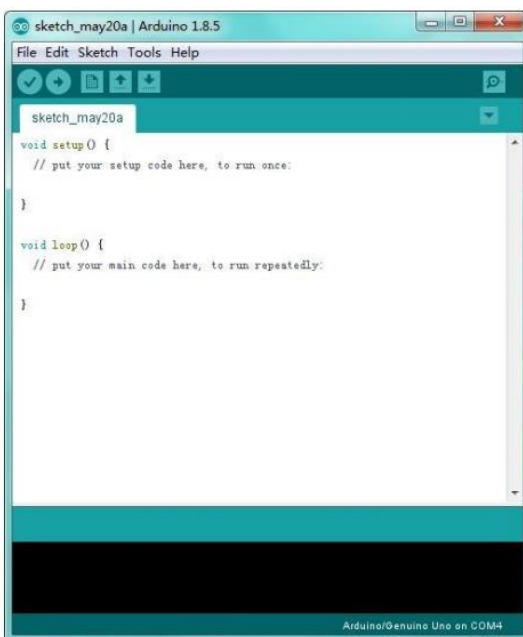 sketch_may20a | Arduino 1.8.5
File Edit Sketch Tools Help
sketch_may20a
void setup() {
  // put your setup code here, to run once:
}
void loop() {
  // put your main code here, to run repeatedly:
}
Arduino/Genuino Uno on COM4